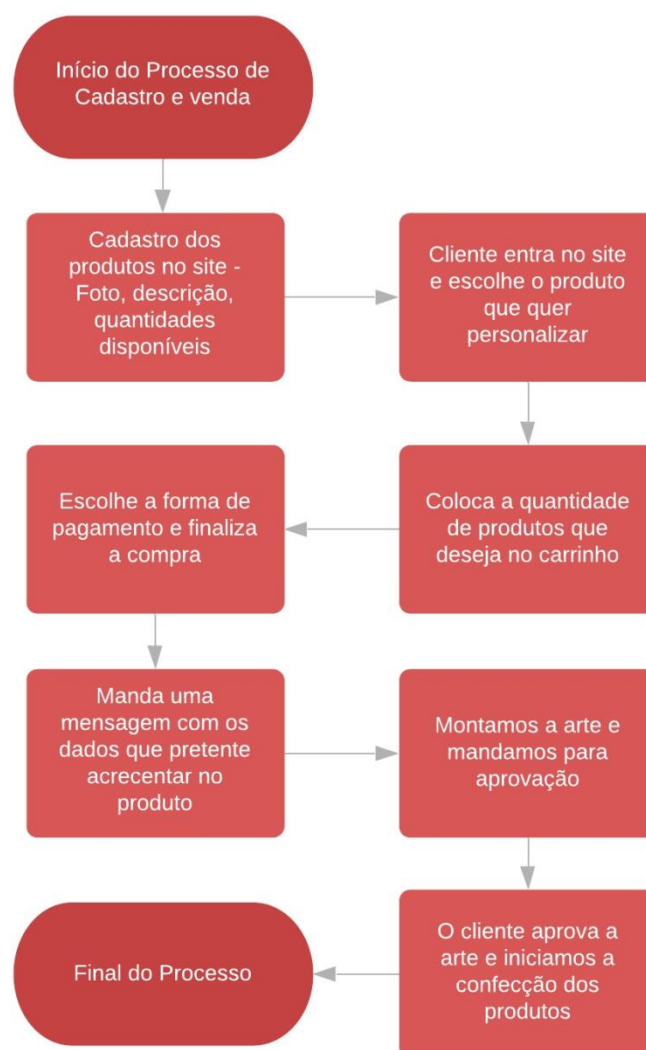 Início do Processo de
Cadastro e venda
Cadastro dos
produtos no site -
Foto, descrição,
quantidades
disponíveis
Cliente entra no site
e escolhe o produto
que quer
personalizar
Coloca a quantidade
de produtos que
deseja no carrinho
Escolhe a forma de
pagamento e finaliza
a compra
Manda uma
mensagem com os
dados que pretente
acrecentar no
produto
Montamos a arte e
mandamos para
aprovação
O cliente aprova a
arte e iniciamos a
confecção dos
produtos
Final do Processo